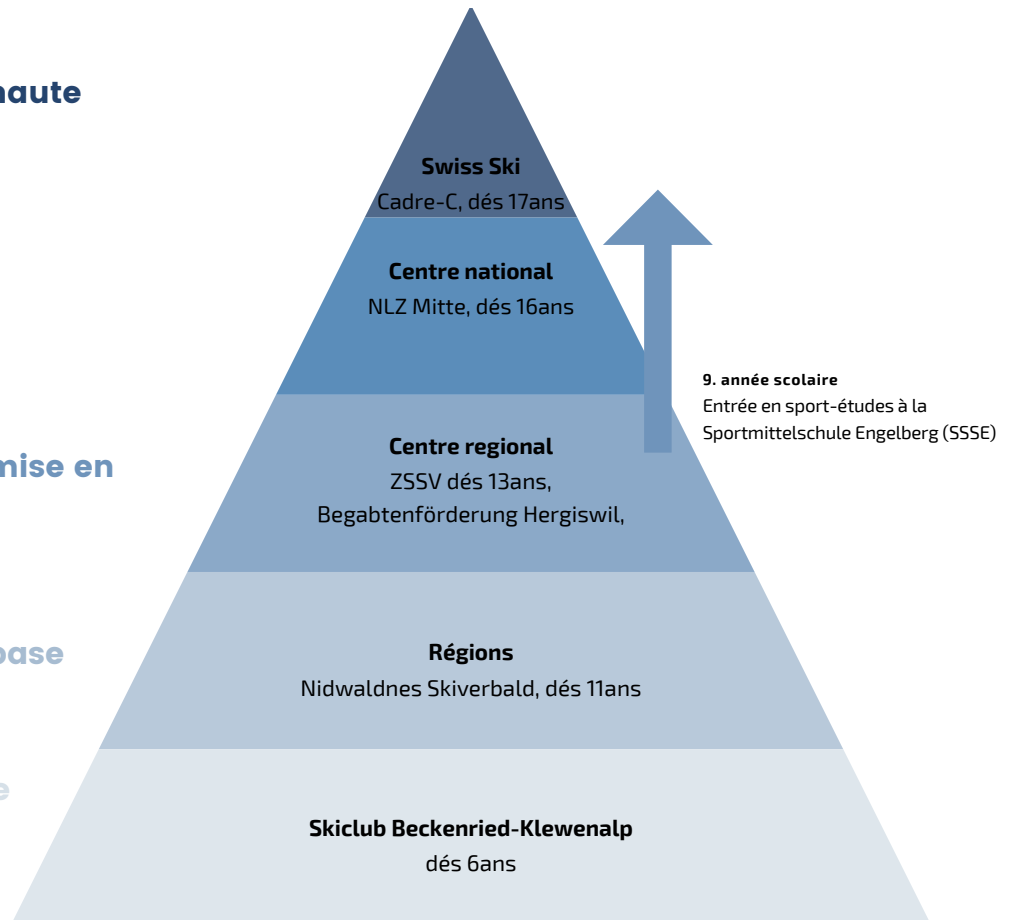 haute
Swiss Ski
Cadre-C, dés 17ans
Centre national
NLZ Mitte, dés 16ans
9. année scolaire
Entrée en sport-études à la
Sportmittelschule Engelberg (SSSE)
Centre regional
mise en
ZSSV dés 13ans,
Begabtenförderung Hergiswil,
Régions
base
Nidwaldnes Skiverbald, dés 11ans
e
Skiclub Beckenried-Klewenalp
dés 6ans